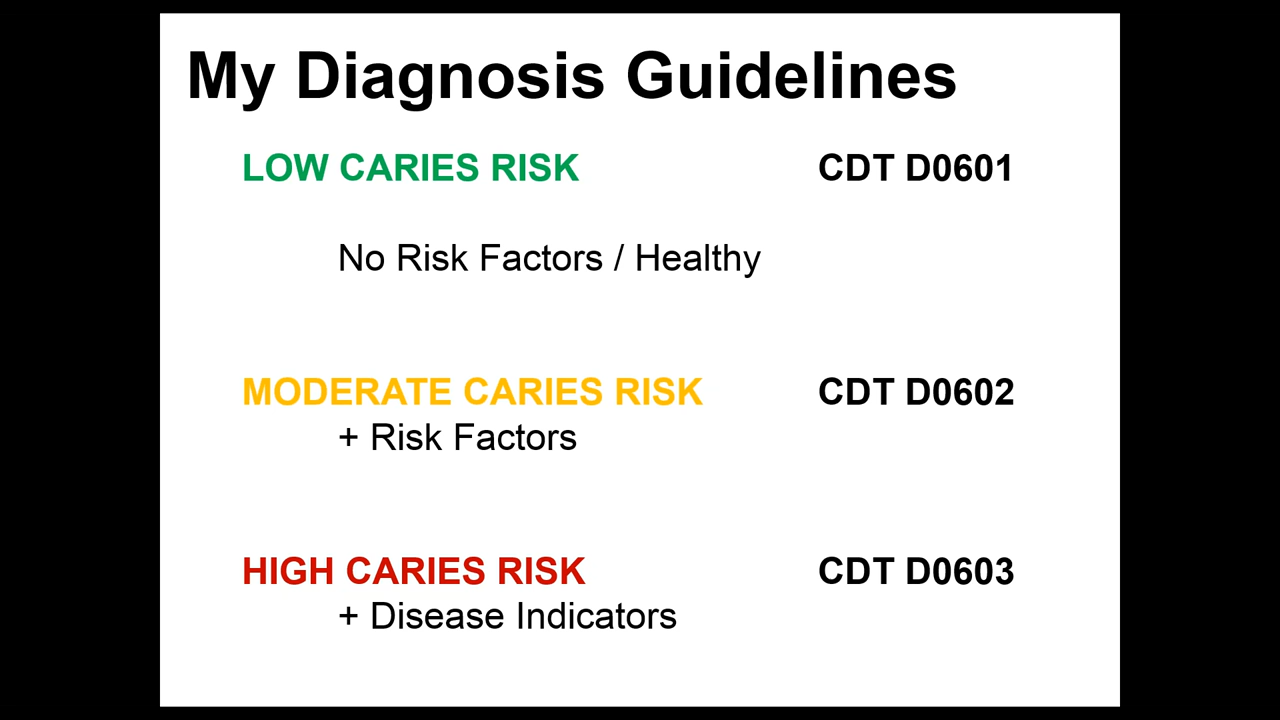 My Diagnosis Guidelines
LOW CARIES RISK CDT D0601
No Risk Factors / Healthy
MODERATE CARIES RISK CDT D0602
+ Risk Factors
HIGH CARIES RISK CDT D0603
+ Disease Indicators